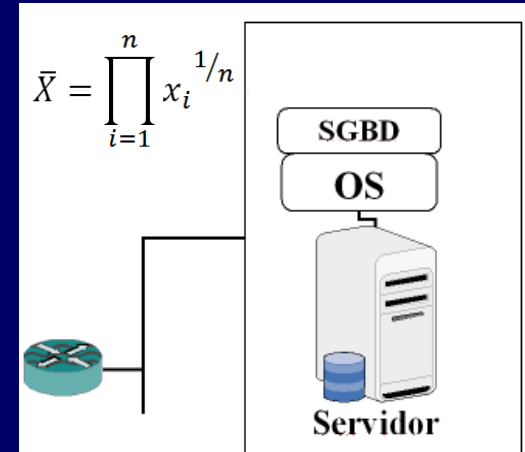 X̄ = ∏_{i=1}^{n} x_i^{1/n}
SGBD
OS
Servidor